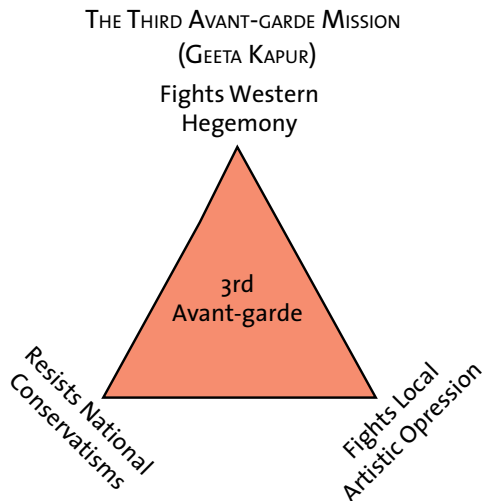 The Third Avant-garde Mission
(Geeta Kapur)
Fights Western
Hegemony
3rd
Avant-garde
Resists National
Conservatisms
Fights Local
Artistic Opression